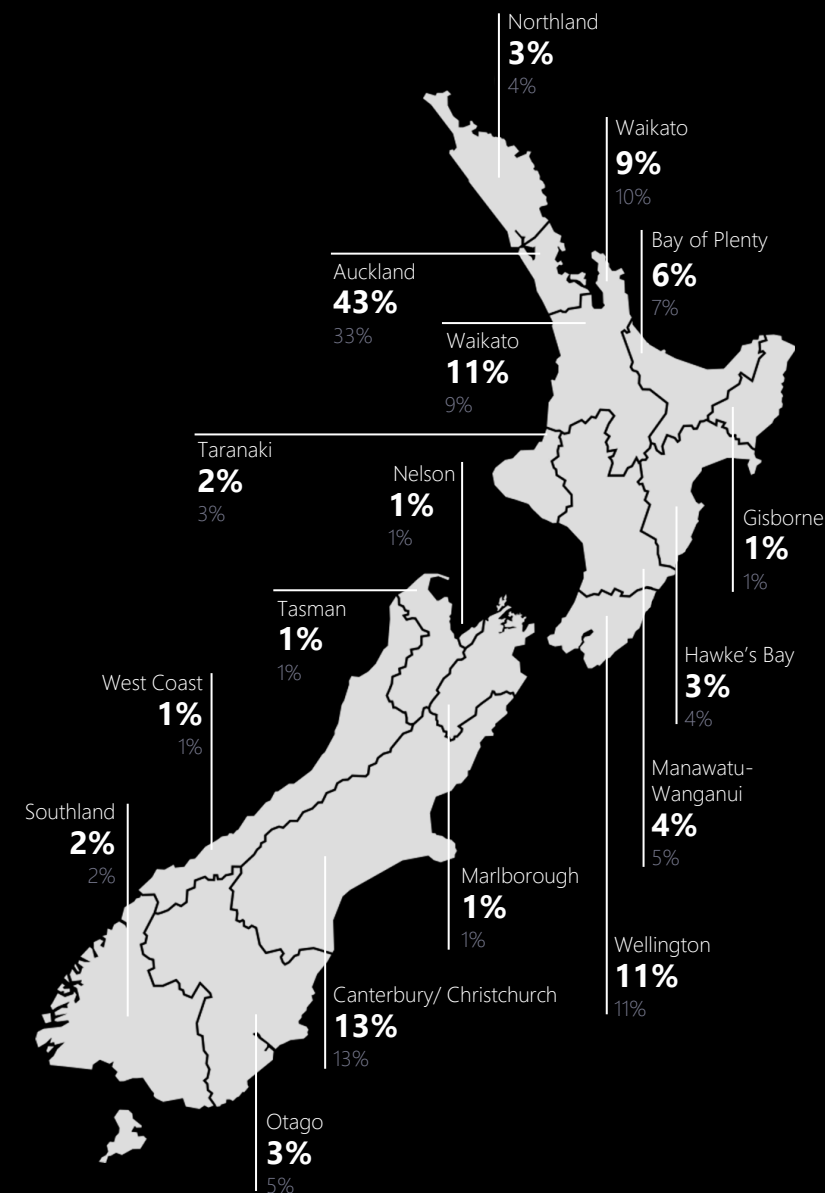 Northland
3%
4%
Waikato
9%
10%
Bay of Plenty
6%
7%
Auckland
43%
33%
Waikato
11%
9%
Taranaki
2%
3%
Nelson
1%
1%
Gisborne
1%
1%
Tasman
1%
1%
Hawke's Bay
3%
4%
West Coast
1%
1%
Manawatu-
Wanganui
4%
5%
Southland
2%
2%
Marlborough
1%
1%
Wellington
11%
11%
Canterbury/ Christchurch
13%
13%
Otago
3%
5%